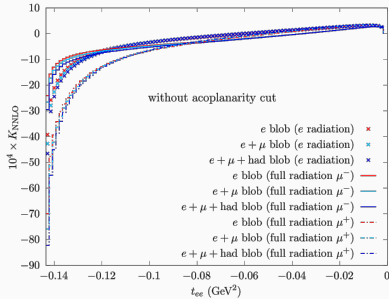 10
0
−10
−20
−30
−40
−50
−60
−70
−80
−90
10⁴ × K_NNLO
without acoplanarity cut
e blob (e radiation)
e + μ blob (e radiation)
e + μ + had blob (e radiation)
e blob (full radiation μ⁻)
e + μ blob (full radiation μ⁻)
e + μ + had blob (full radiation μ⁻)
e blob (full radiation μ⁺)
e + μ blob (full radiation μ⁺)
e + μ + had blob (full radiation μ⁺)
−0.14 −0.12 −0.1 −0.08 −0.06 −0.04 −0.02 0
t_ee (GeV²)